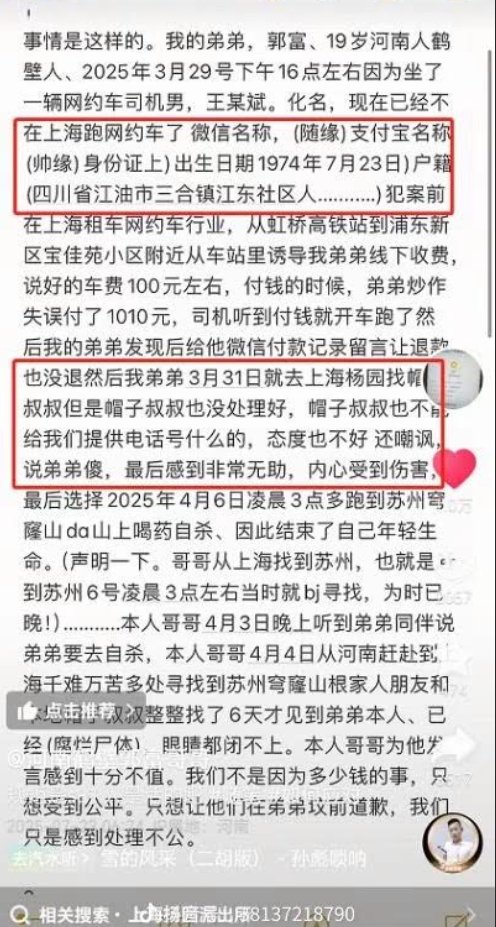 事情是这样的。我的弟弟，郭富、19岁河南人鹤
壁人、2025年3月29号下午16点左右因为坐了
一辆网约车司机男，王某斌。化名，现在已经不
在上海跑网约车了 微信名称，(随缘)支付宝名称
(帅缘)身份证上)出生日期1974年7月23日)户籍
(四川省江油市三合镇江东社区人...........)犯案前
在上海租车网约车行业，从虹桥高铁站到浦东新
区宝佳苑小区附近从车站里诱导我弟弟线下收费，
说好的车费100元左右，付钱的时候，弟弟炒作
失误付了1010元，司机听到付钱就开车跑了然
后我的弟弟发现后给他微信付款记录留言让退款
也没退然后我弟弟3月31日就去上海杨园找帽
叔叔但是帽子叔叔也没处理好，帽子叔叔也不能
给我们提供电话号什么的，态度也不好 还嘲讽，
说弟弟傻，最后感到非常无助，内心受到伤害，
最后选择2025年4月6日凌晨3点多跑到苏州穹
窿山da山上喝药自杀、因此结束了自己年轻生
命。(声明一下。哥哥从上海找到苏州，也就是
到苏州6号凌晨3点左右当时就bj寻找，为时已
晚!)...........本人哥哥4月3日晚上听到弟弟同伴说
弟弟要去自杀，本人哥哥4月4日从河南赶赴到
海千难万苦多处寻找到苏州穹窿山根家人朋友和
叔叔整整找了6天才见到弟弟本人、已
经(腐烂尸体)，眼睛都闭不上。本人哥哥为他发
言感到十分不值。我们不是因为多少钱的事，只
想受到公平。只想让他们在弟弟坟前道歉，我们
只是感到处理不公。
点击推荐 >
去汽水听 > 雪的风采（二胡版） - 孙彪唢呐
相关搜索 · 上海杨园派出所
8137218790